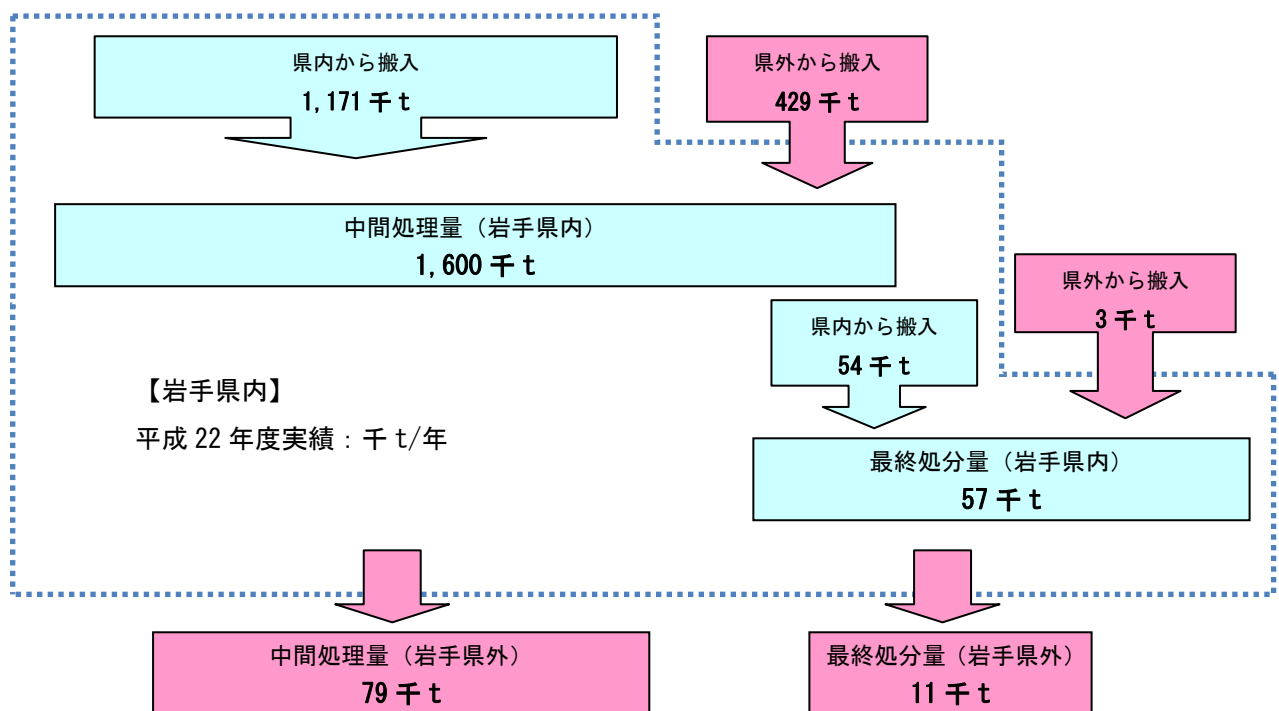 県内から搬入
1,171 千 t
県外から搬入
429 千 t
中間処理量（岩手県内）
1,600 千 t
県外から搬入
3 千 t
県内から搬入
54 千 t
【岩手県内】
平成 22 年度実績：千 t/年
最終処分量（岩手県内）
57 千 t
中間処理量（岩手県外）
79 千 t
最終処分量（岩手県外）
11 千 t